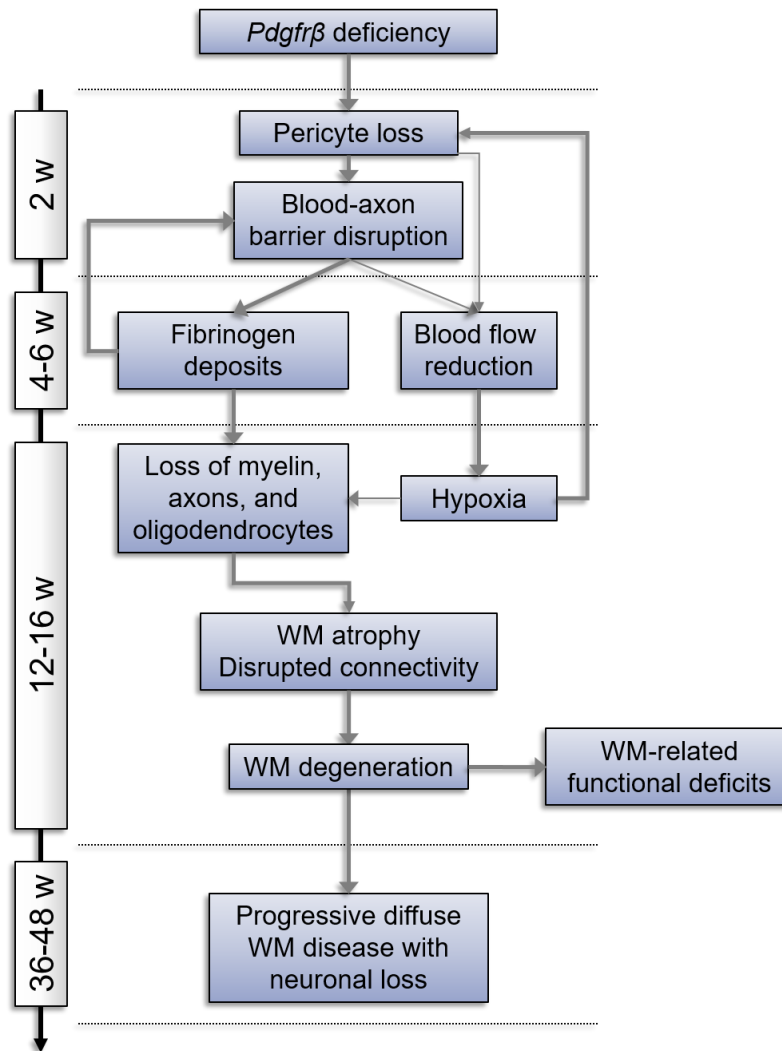 Pdgfrβ deficiency
2 w
Pericyte loss
Blood-axon
barrier disruption
4-6 w
Fibrinogen
deposits
Blood flow
reduction
12-16 w
Loss of myelin,
axons, and
oligodendrocytes
Hypoxia
WM atrophy
Disrupted connectivity
WM degeneration
WM-related
functional deficits
36-48 w
Progressive diffuse
WM disease with
neuronal loss